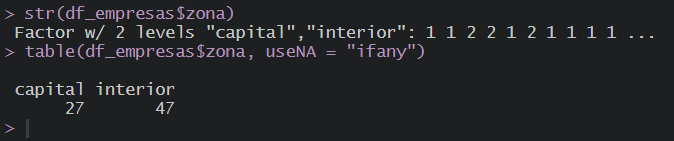 > str(df_empresas$zona)
 Factor w/ 2 levels "capital","interior": 1 1 2 2 1 2 1 1 1 1 ...
> table(df_empresas$zona, useNA = "ifany")

 capital interior
      27       47
>